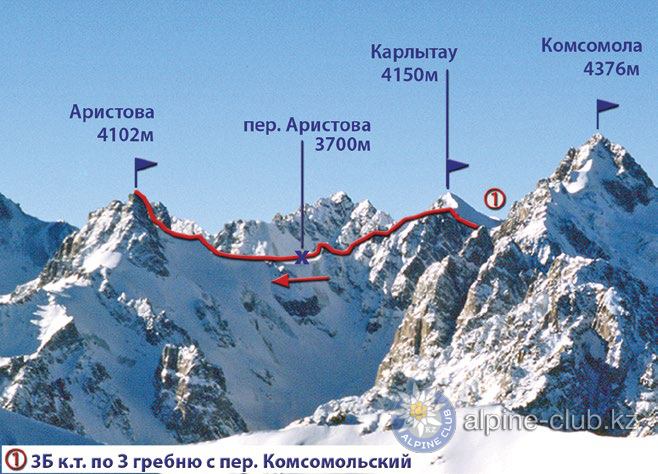 Карлытау
4150м
Комсомола
4376м
Аристова
4102м
пер. Аристова
3700м
1
x
KZ
ALPINE CLUB
alpine-club.kz
1 3Б к.т. по З гребню с пер. Комсомольский